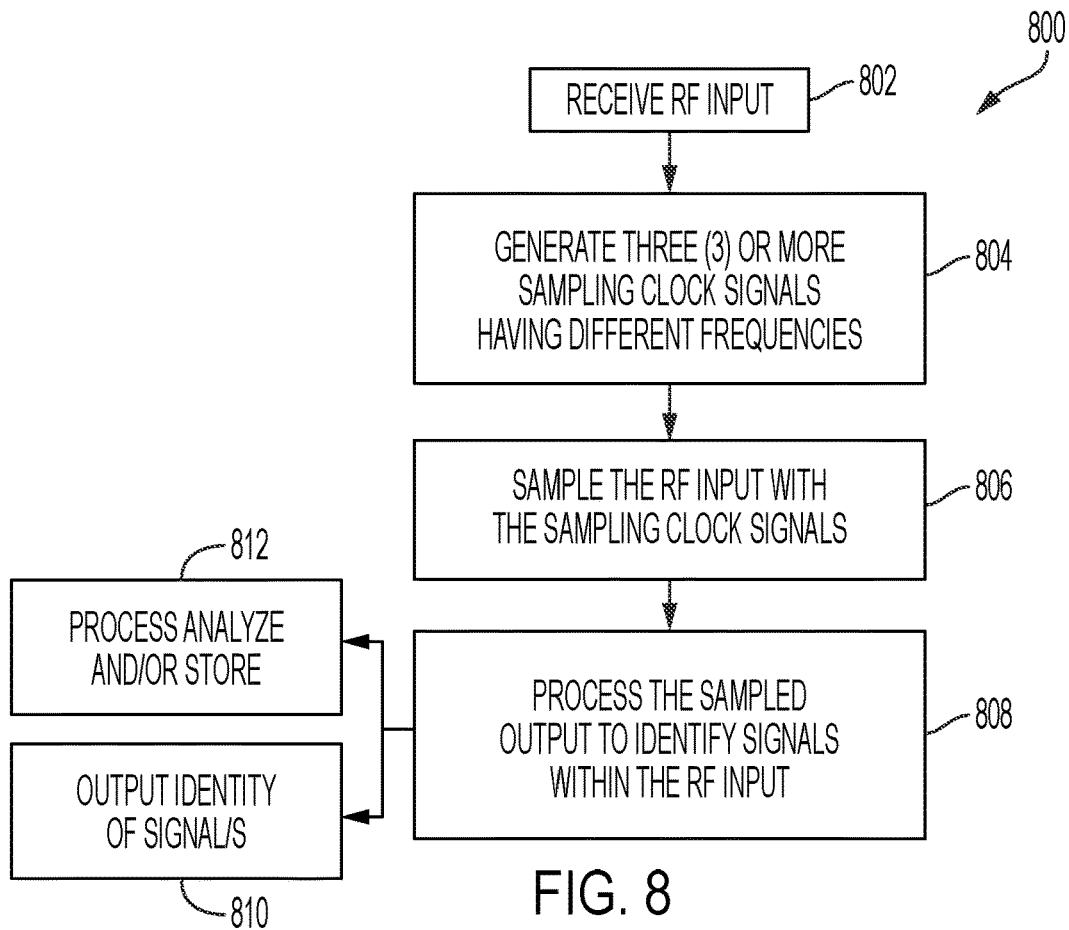 800
RECEIVE RF INPUT
802
GENERATE THREE (3) OR MORE
SAMPLING CLOCK SIGNALS
HAVING DIFFERENT FREQUENCIES
804
SAMPLE THE RF INPUT WITH
THE SAMPLING CLOCK SIGNALS
806
PROCESS THE SAMPLED
OUTPUT TO IDENTIFY SIGNALS
WITHIN THE RF INPUT
808
812
PROCESS ANALYZE
AND/OR STORE
OUTPUT IDENTITY
OF SIGNAL/S
810
FIG. 8